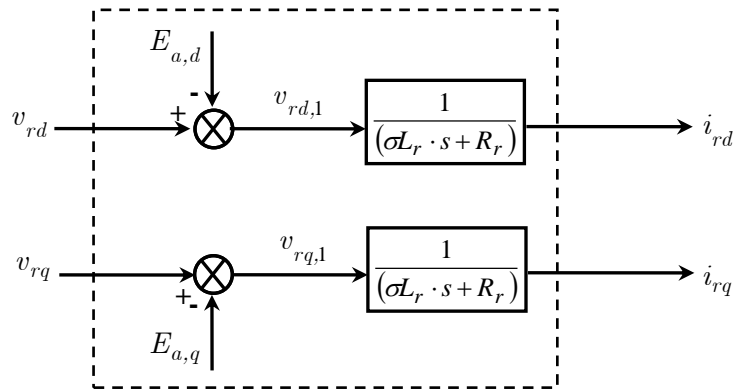 E_{a,d}
-
v_{rd} + v_{rd,1} 1/(σL_r · s + R_r) i_{rd}
v_{rq} + v_{rq,1} 1/(σL_r · s + R_r) i_{rq}
-
E_{a,q}